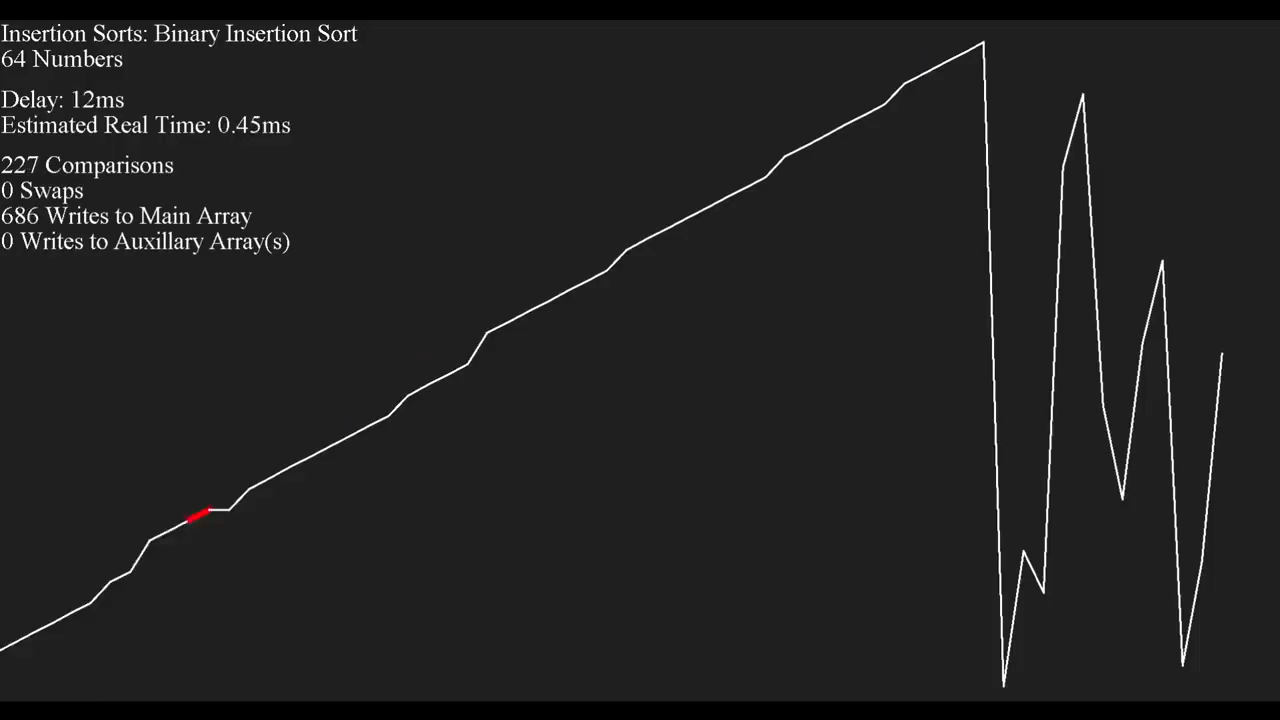 Insertion Sorts: Binary Insertion Sort
64 Numbers
Delay: 12ms
Estimated Real Time: 0.45ms
227 Comparisons
0 Swaps
686 Writes to Main Array
0 Writes to Auxillary Array(s)